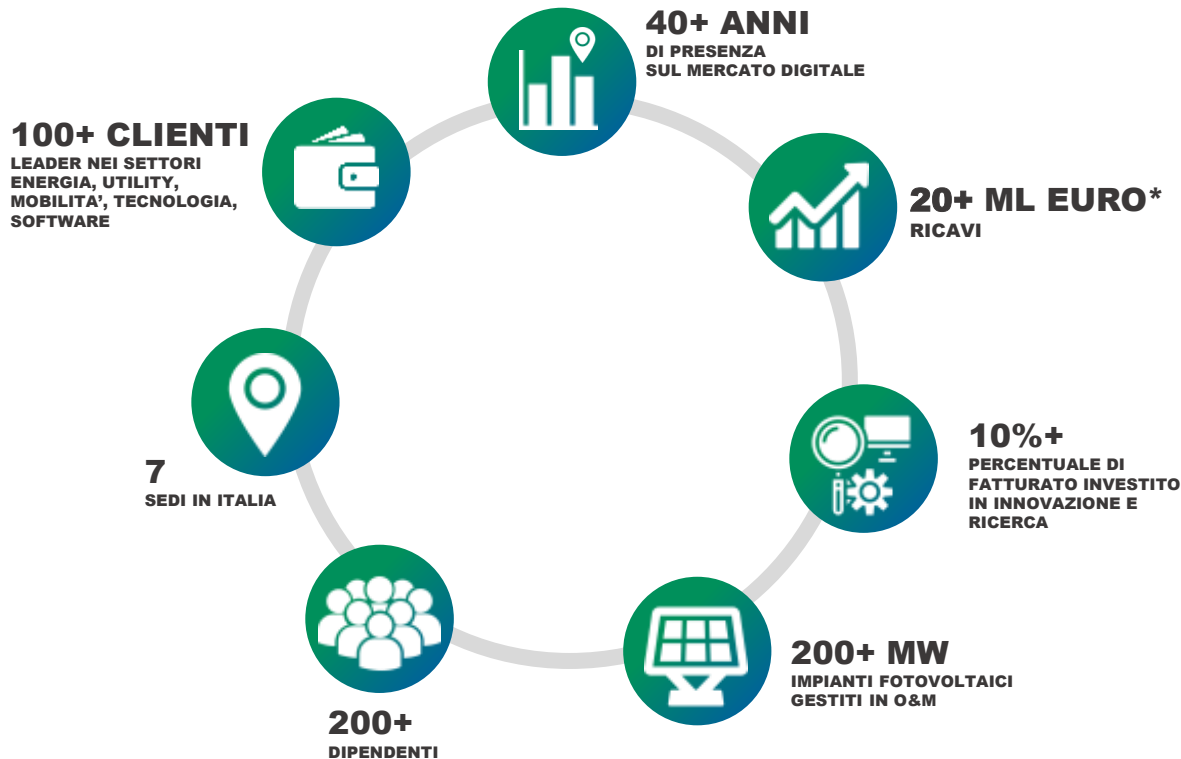 40+ ANNI
DI PRESENZA
SUL MERCATO DIGITALE
20+ ML EURO*
RICAVI
10%+
PERCENTUALE DI
FATTURATO INVESTITO
IN INNOVAZIONE E
RICERCA
200+ MW
IMPIANTI FOTOVOLTAICI
GESTITI IN O&M
200+
DIPENDENTI
7
SEDI IN ITALIA
100+ CLIENTI
LEADER NEI SETTORI
ENERGIA, UTILITY,
MOBILITA’, TECNOLOGIA,
SOFTWARE